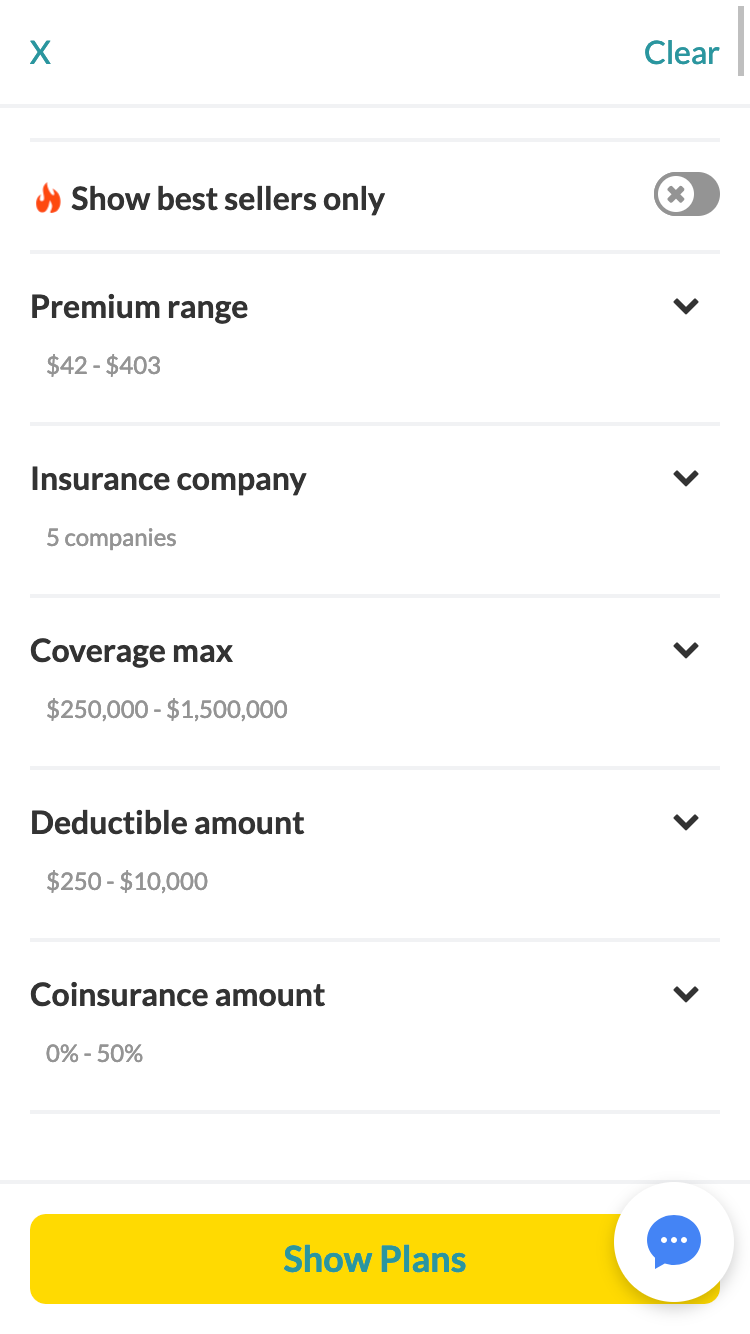 X
Clear
Show best sellers only
Premium range
$42 - $403
Insurance company
5 companies
Coverage max
$250,000 - $1,500,000
Deductible amount
$250 - $10,000
Coinsurance amount
0% - 50%
Show Plans